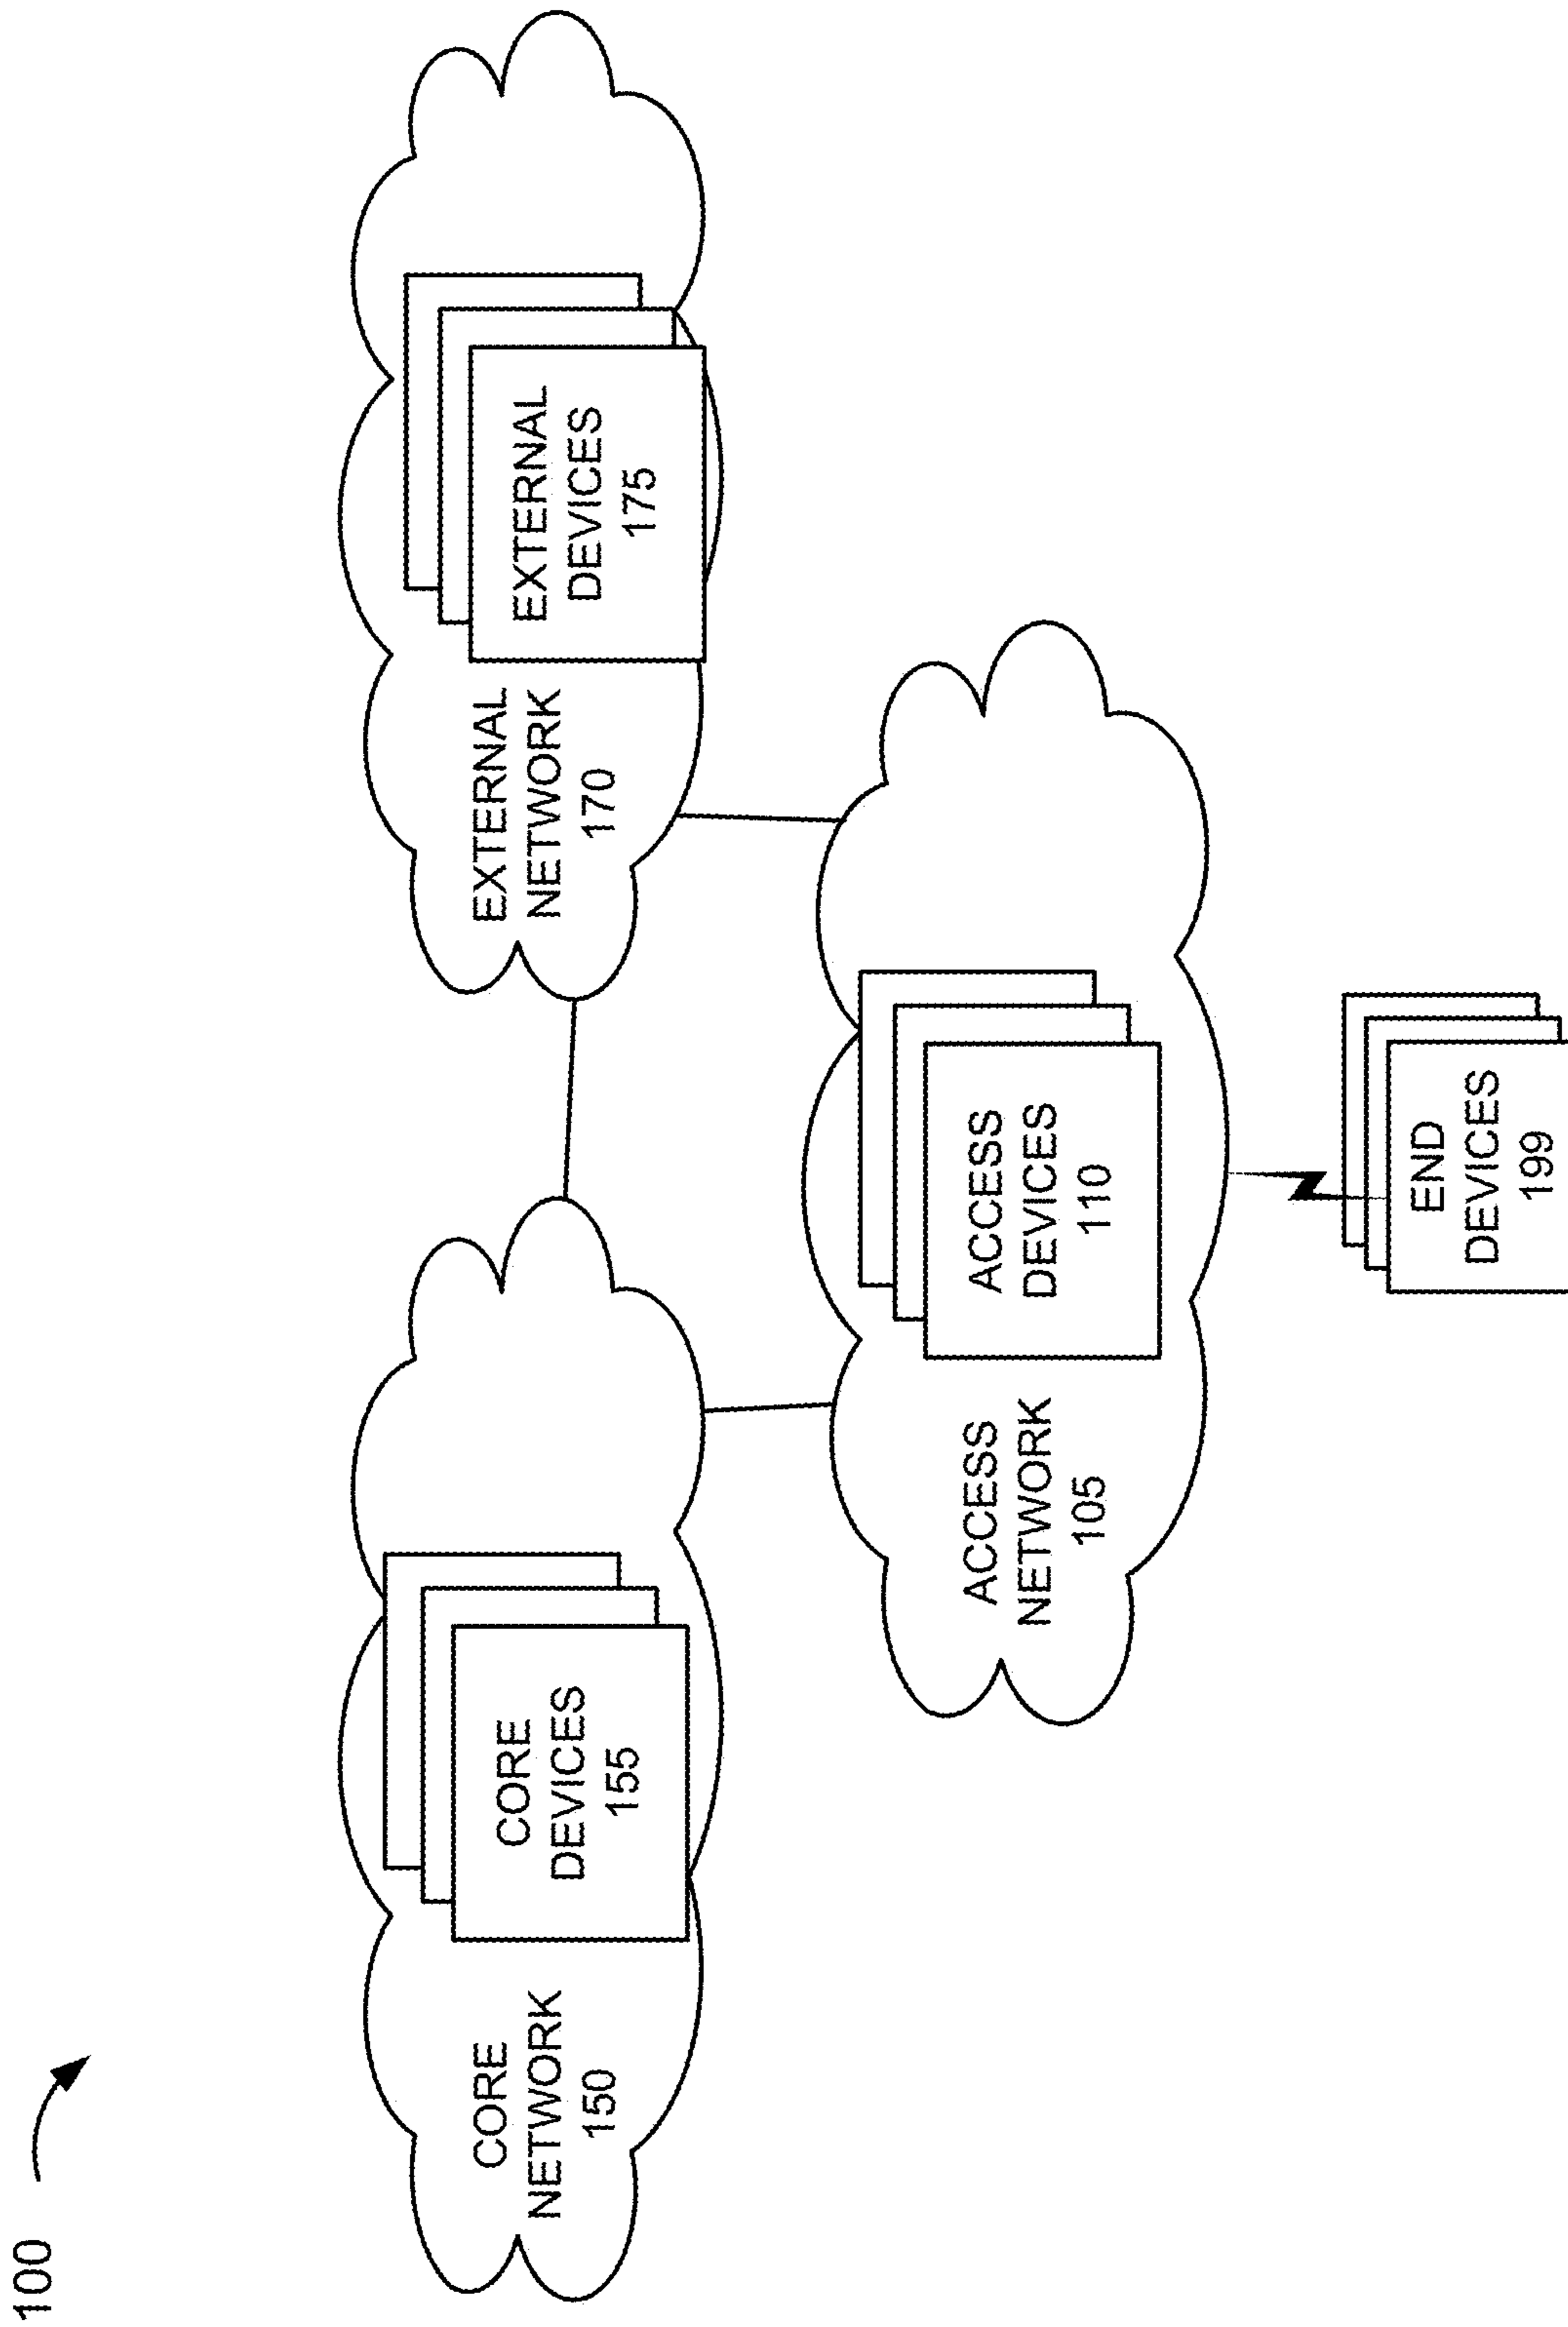 100
CORE
NETWORK
150
CORE
DEVICES
155
EXTERNAL
NETWORK
170
EXTERNAL
DEVICES
175
ACCESS
NETWORK
105
ACCESS
DEVICES
110
END
DEVICES
199